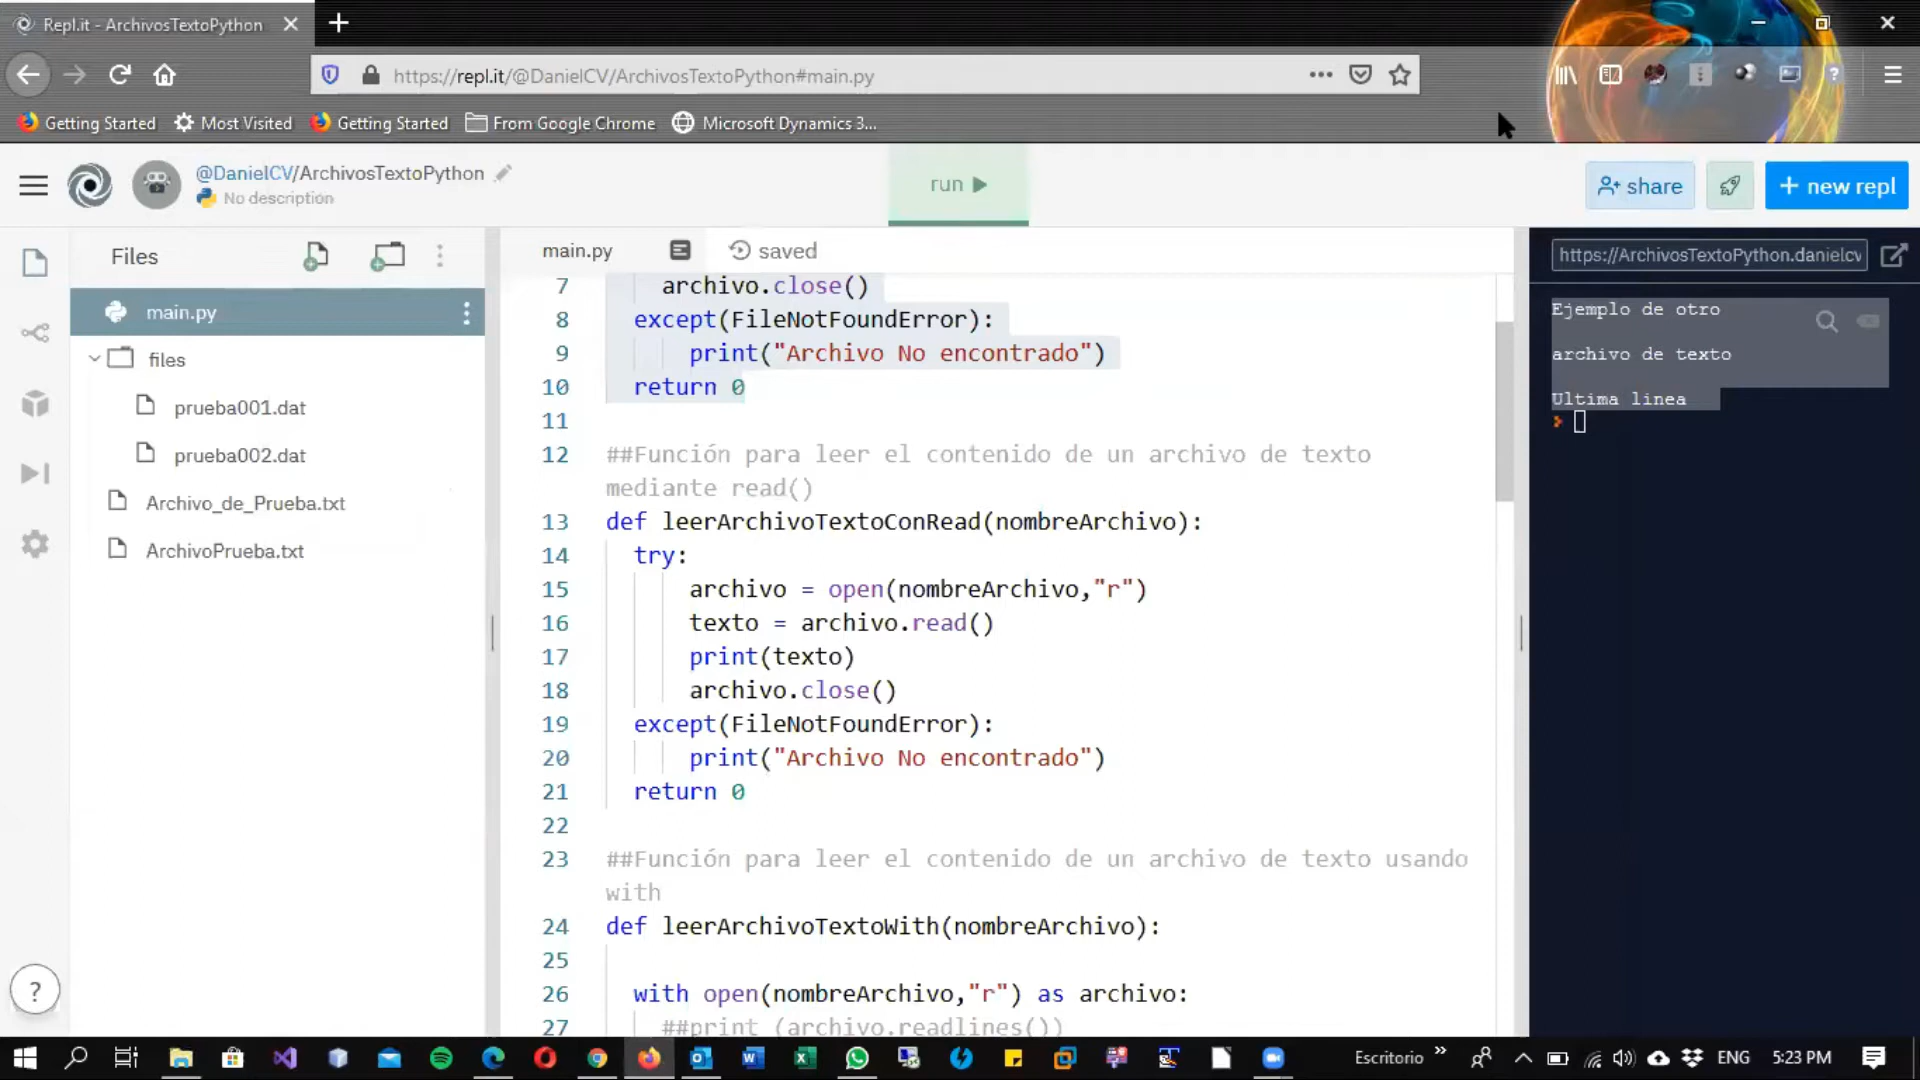 Repl.it - ArchivosTextoPython
https://repl.it/@DanielCV/ArchivosTextoPython#main.py
Getting Started
Most Visited
Getting Started
From Google Chrome
Microsoft Dynamics 3...
@DanielCV/ArchivosTextoPython
No description
run
share
+ new repl
Files
main.py
files
prueba001.dat
prueba002.dat
Archivo_de_Prueba.txt
ArchivoPrueba.txt
?
main.py
saved
7 archivo.close()
8 except(FileNotFoundError):
9 print("Archivo No encontrado")
10 return 0
11
12 ##Función para leer el contenido de un archivo de texto
mediante read()
13 def leerArchivoTextoConRead(nombreArchivo):
14 try:
15 archivo = open(nombreArchivo,"r")
16 texto = archivo.read()
17 print(texto)
18 archivo.close()
19 except(FileNotFoundError):
20 print("Archivo No encontrado")
21 return 0
22
23 ##Función para leer el contenido de un archivo de texto usando
with
24 def leerArchivoTextoWith(nombreArchivo):
25
26 with open(nombreArchivo,"r") as archivo:
27 ##print (archivo.readlines())
https://ArchivosTextoPython.danielcv
Ejemplo de otro
archivo de texto
Ultima linea
Escritorio
ENG
5:23 PM